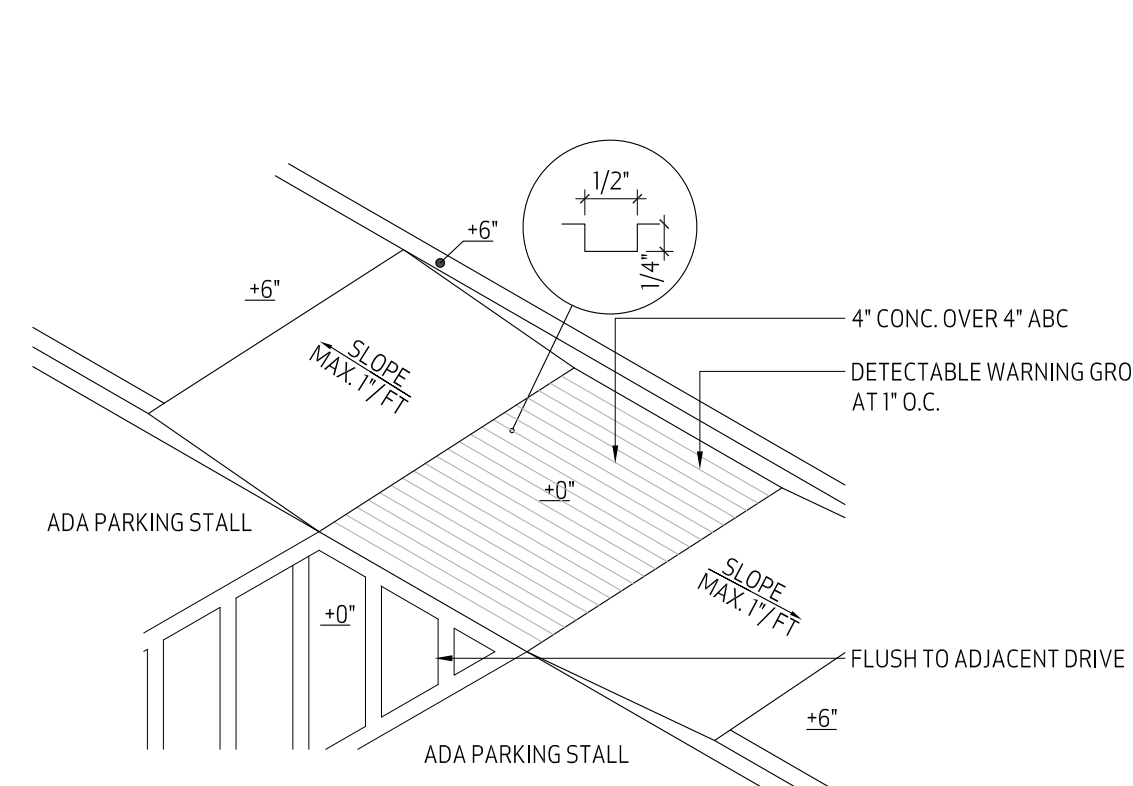 1/2"
+6"
1/4"
+6"
4" CONC. OVER 4" ABC
SLOPE
MAX. 1"/FT
DETECTABLE WARNING GRO
AT 1" O.C.
+0"
ADA PARKING STALL
SLOPE
MAX. 1"/FT
+0"
FLUSH TO ADJACENT DRIVE
+6"
ADA PARKING STALL